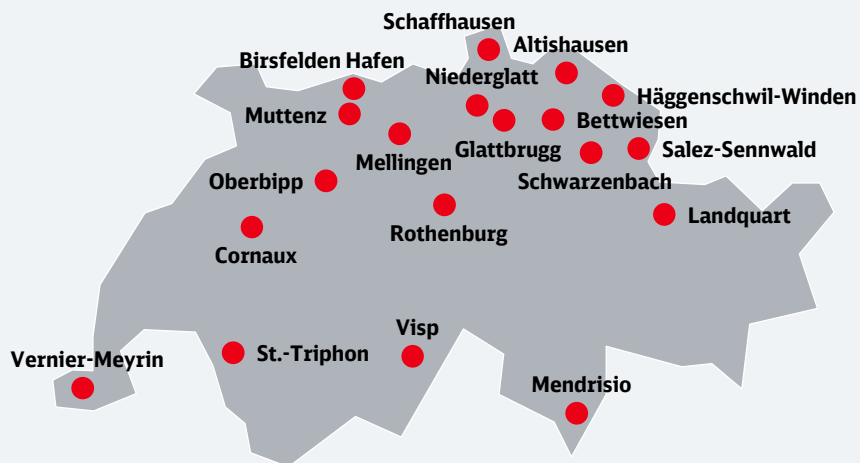 Schaffhausen
Altishausen
Birsfelden Hafen
Niederglatt
Häggenschwil-Winden
Muttenz
Bettwiesen
Mellingen
Glattbrugg
Salez-Sennwald
Oberbipp
Schwarzenbach
Landquart
Rothenburg
Cornaux
Visp
Vernier-Meyrin
St.-Triphon
Mendrisio